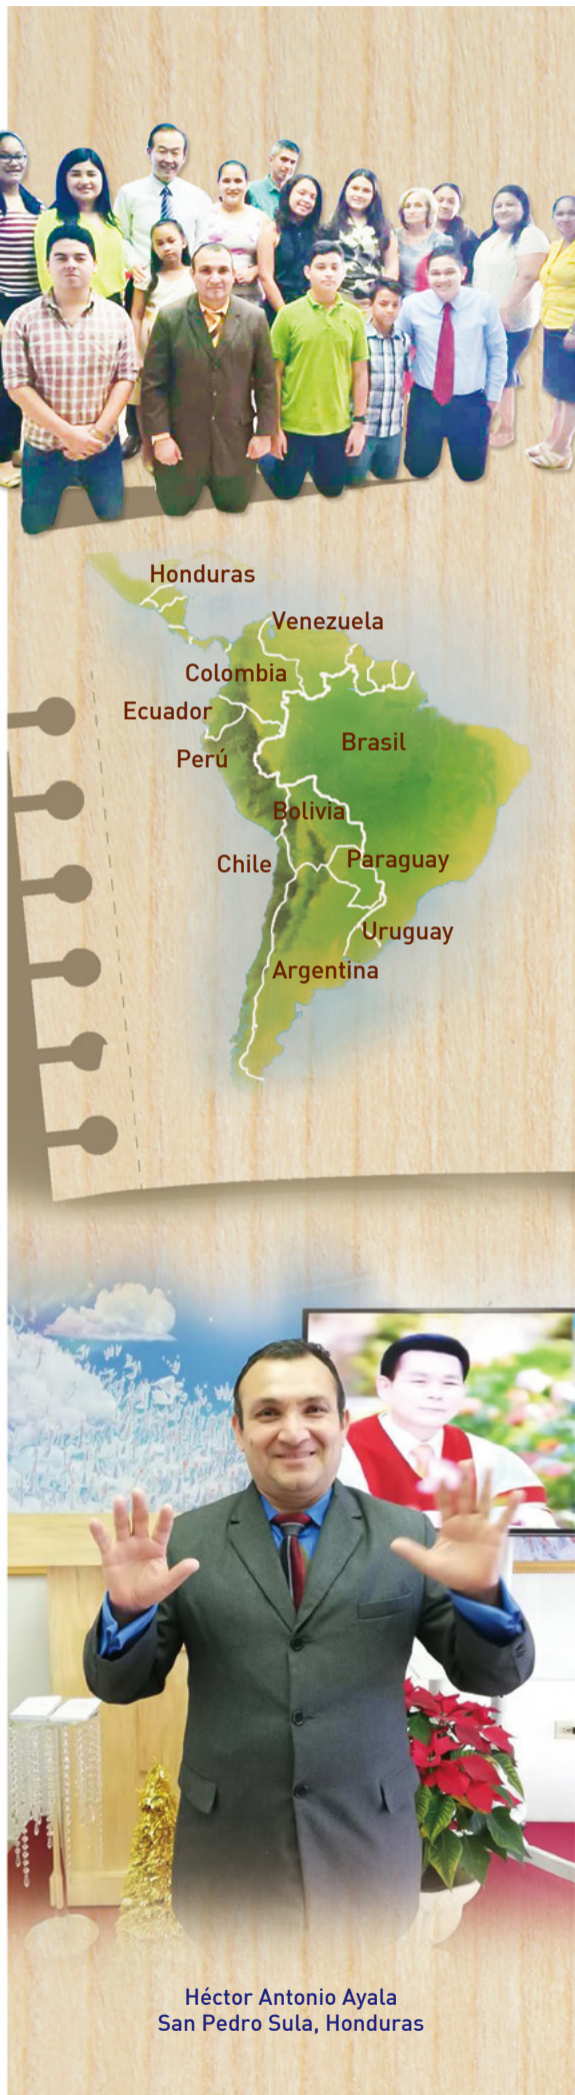 Honduras
Venezuela
Colombia
Ecuador
Brasil
Perú
Bolivia
Chile
Paraguay
Uruguay
Argentina
Héctor Antonio Ayala
San Pedro Sula, Honduras